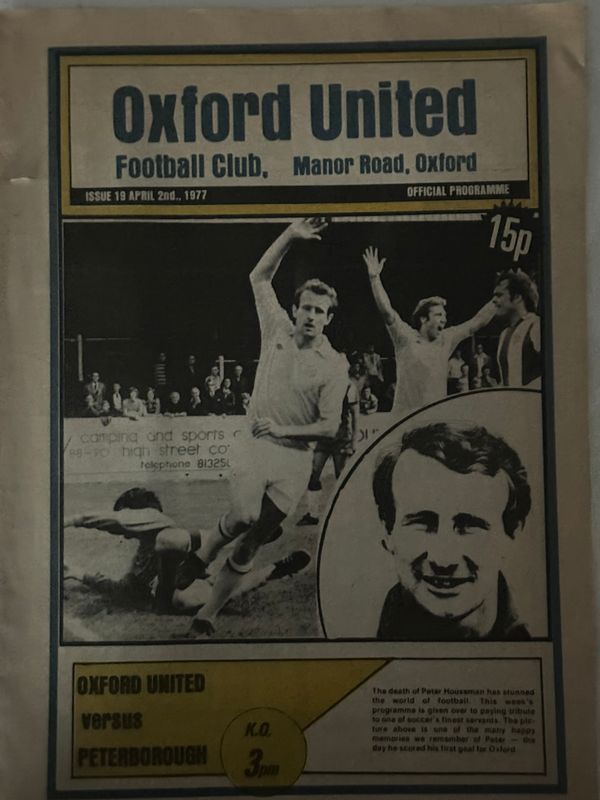 Oxford United
Football Club, Manor Road, Oxford
ISSUE 19 APRIL 2nd., 1977 OFFICIAL PROGRAMME
15p
camping and sports
88-90 high street
telephone 81325
OXFORD UNITED
versus
PETERBOROUGH
K.O.
3pm
The death of Peter Houseman has stunned
the world of football. This week's
programme is given over to paying tribute
to one of soccer's finest servants. The pic-
ture above is one of the many happy
memories we remember of Peter — the
day he scored his first goal for Oxford.